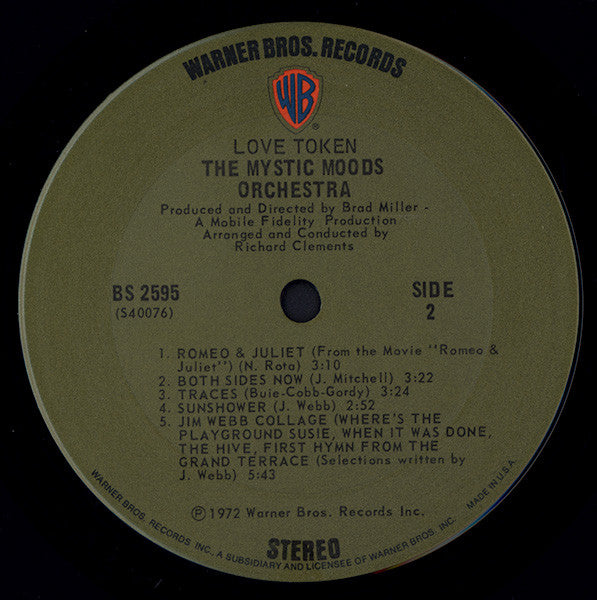 WARNER BROS. RECORDS
WB
®
LOVE TOKEN
THE MYSTIC MOODS
ORCHESTRA
Produced and Directed by Brad Miller -
A Mobile Fidelity Production
Arranged and Conducted by
Richard Clements
BS 2595
(S40076)
SIDE
2
1. ROMEO & JULIET (From the Movie "Romeo &
Juliet") (N. Rota) 3:10
2. BOTH SIDES NOW (J. Mitchell) 3:22
3. TRACES (Buie-Cobb-Gordy) 3:24
4. SUNSHOWER (J. Webb) 2:52
5. JIM WEBB COLLAGE (WHERE'S THE
PLAYGROUND SUSIE, WHEN IT WAS DONE,
THE HIVE, FIRST HYMN FROM THE
GRAND TERRACE (Selections written by
J. Webb) 5:43
℗ 1972 Warner Bros. Records Inc.
STEREO
WARNER BROS. RECORDS INC. A SUBSIDIARY AND LICENSEE OF WARNER BROS. INC. MADE IN U.S.A.